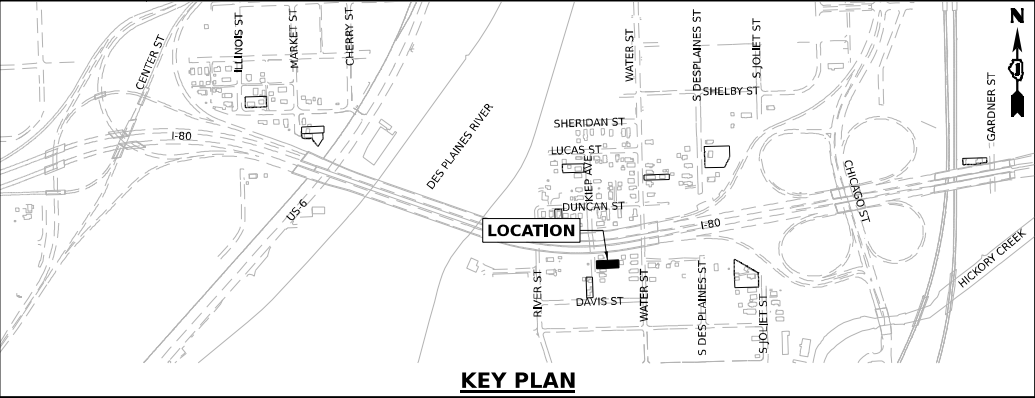 CENTER ST
ILLINOIS ST
MARKET ST
CHERRY ST
WATER ST
S DESPLAINES ST
S JOLIET ST
N
GARDNER ST
SHELBY ST
SHERIDAN ST
LUCAS ST
DES PLAINES RIVER
I-80
US 6
DUNCAN ST
CHICAGO ST
LOCATION
I-80
HICKORY CREEK
RIVER ST
DAVIS ST
WATER ST
S DES PLAINES ST
S JOLIET ST
KEY PLAN